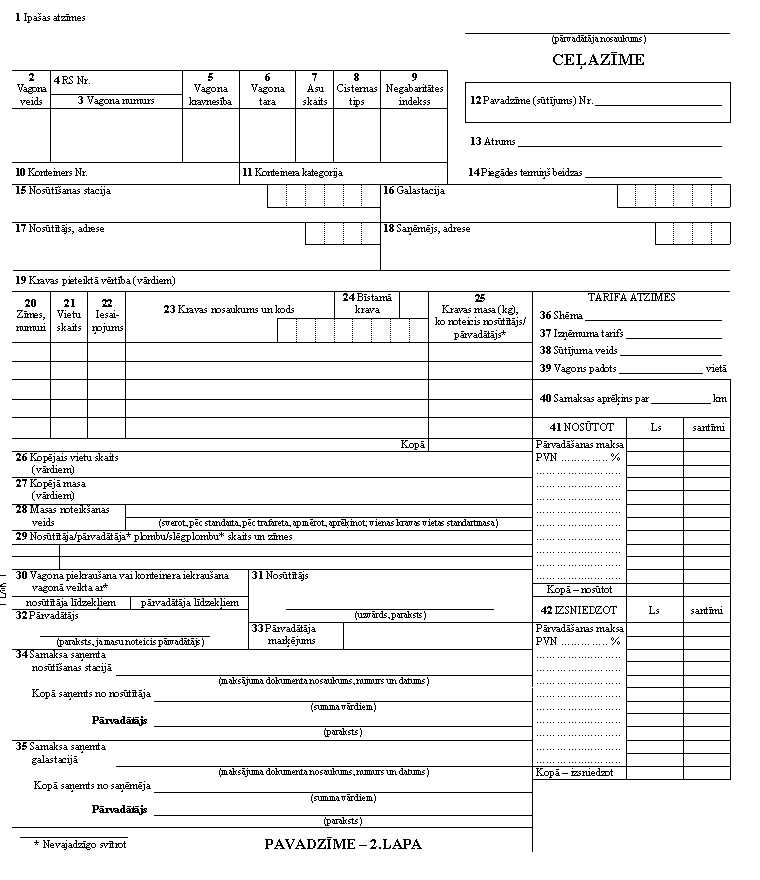 1 Īpašas atzīmes
(pārvadātāja nosaukums)
CEĻAZĪME
2 Vagona veids
4 RS Nr.
3 Vagona numurs
5 Vagona kravnesība
6 Vagona tara
7 Asu skaits
8 Cisternas tips
9 Negabaritātes indekss
12 Pavadzīme (sūtījums) Nr.
13 Ātrums
10 Konteiners Nr.
11 Konteinera kategorija
14 Piegādes termiņš beidzas
15 Nosūtīšanas stacija
16 Galastacija
17 Nosūtītājs, adrese
18 Saņēmējs, adrese
19 Kravas pieteiktā vērtība (vārdiem)
20 Zīmes, numuri
21 Vietu skaits
22 Iesai-
ņojums
23 Kravas nosaukums un kods
24 Bīstamā krava
25
Kravas masa (kg),
ko noteicis nosūtītājs/
pārvadātājs*
TARIFA ATZĪMES
36 Shēma
37 Izņēmuma tarifs
38 Sūtījuma veids
39 Vagons padots vietā
40 Samaksas aprēķins par km
41 NOSŪTOT Ls santīmi
Kopā
Pārvadāšanas maksa
PVN .............. %
26 Kopējais vietu skaits
(vārdiem)
27 Kopējā masa
(vārdiem)
28 Masas noteikšanas
veids
(sverot, pēc standarta, pēc trafareta, apmērot, aprēķinot; vienas kravas vietas standartmasa)
29 Nosūtītāja/pārvadātāja* plombu/slēgplombu* skaits un zīmes
30 Vagona piekraušana vai konteinera iekraušana
vagonā veikta ar*
nosūtītāja līdzekļiem pārvadātāja līdzekļiem
31 Nosūtītājs
(uzvārds, paraksts)
Kopā – nosūtot
42 IZSNIEDZOT Ls santīmi
32 Pārvadātājs
(paraksts, ja masu noteicis pārvadātājs)
33 Pārvadātāja
marķējums
Pārvadāšanas maksa
PVN .............. %
34 Samaksa saņemta
nosūtīšanas stacijā
(maksājuma dokumenta nosaukums, numurs un datums)
Kopā saņemts no nosūtītāja
(summa vārdiem)
Pārvadātājs
(paraksts)
35 Samaksa saņemta
galastacijā
(maksājuma dokumenta nosaukums, numurs un datums)
Kopā – izsniedzot
Kopā saņemts no saņēmēja
(summa vārdiem)
Pārvadātājs
(paraksts)
* Nevajadzīgo svītrot
PAVADZĪME – 2.LAPA